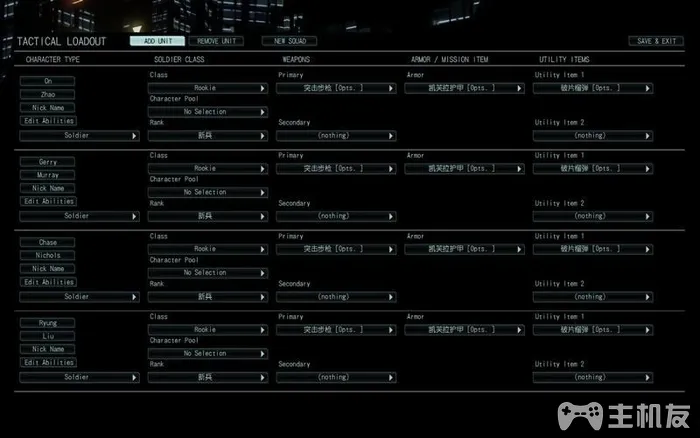 TACTICAL LOADOUT ADD UNIT REMOVE UNIT NEW SQUAD SAVE & EXIT
CHARACTER TYPE SOLDIER CLASS WEAPONS ARMOR / MISSION ITEM UTILITY ITEMS
Class Primary Armor Utility Item 1
On
Rookie 突击步枪 [Opts. ] 凯芙拉护甲 [Opts. ] 破片榴弹 [Opts. ]
Zhao
Character Pool
Nick Name
No Selection
Edit Abilities
Rank Secondary Utility Item 2
Soldier 新兵 (nothing) (nothing)
Class Primary Armor Utility Item 1
Gerry
Rookie 突击步枪 [Opts. ] 凯芙拉护甲 [Opts. ] 破片榴弹 [Opts. ]
Murray
Character Pool
Nick Name
No Selection
Edit Abilities
Rank Secondary Utility Item 2
Soldier 新兵 (nothing) (nothing)
Class Primary Armor Utility Item 1
Chase
Rookie 突击步枪 [Opts. ] 凯芙拉护甲 [Opts. ] 破片榴弹 [Opts. ]
Nichols
Character Pool
Nick Name
No Selection
Edit Abilities
Rank Secondary Utility Item 2
Soldier 新兵 (nothing) (nothing)
Class Primary Armor Utility Item 1
Ryung
Rookie 突击步枪 [Opts. ] 凯芙拉护甲 [Opts. ] 破片榴弹 [Opts. ]
Liu
Character Pool
Nick Name
No Selection
Edit Abilities
Rank Secondary Utility Item 2
Soldier 新兵 (nothing) (nothing)
主机友